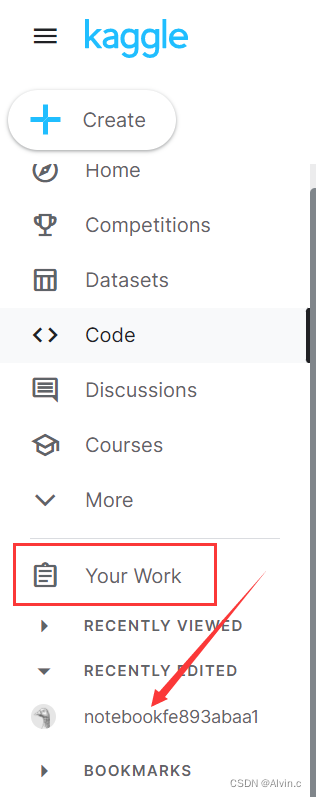 kaggle
Create
Home
Competitions
Datasets
Code
Discussions
Courses
More
Your Work
RECENTLY VIEWED
RECENTLY EDITED
notebookfe893abaa1
BOOKMARKS
CSDN @Alvin.c